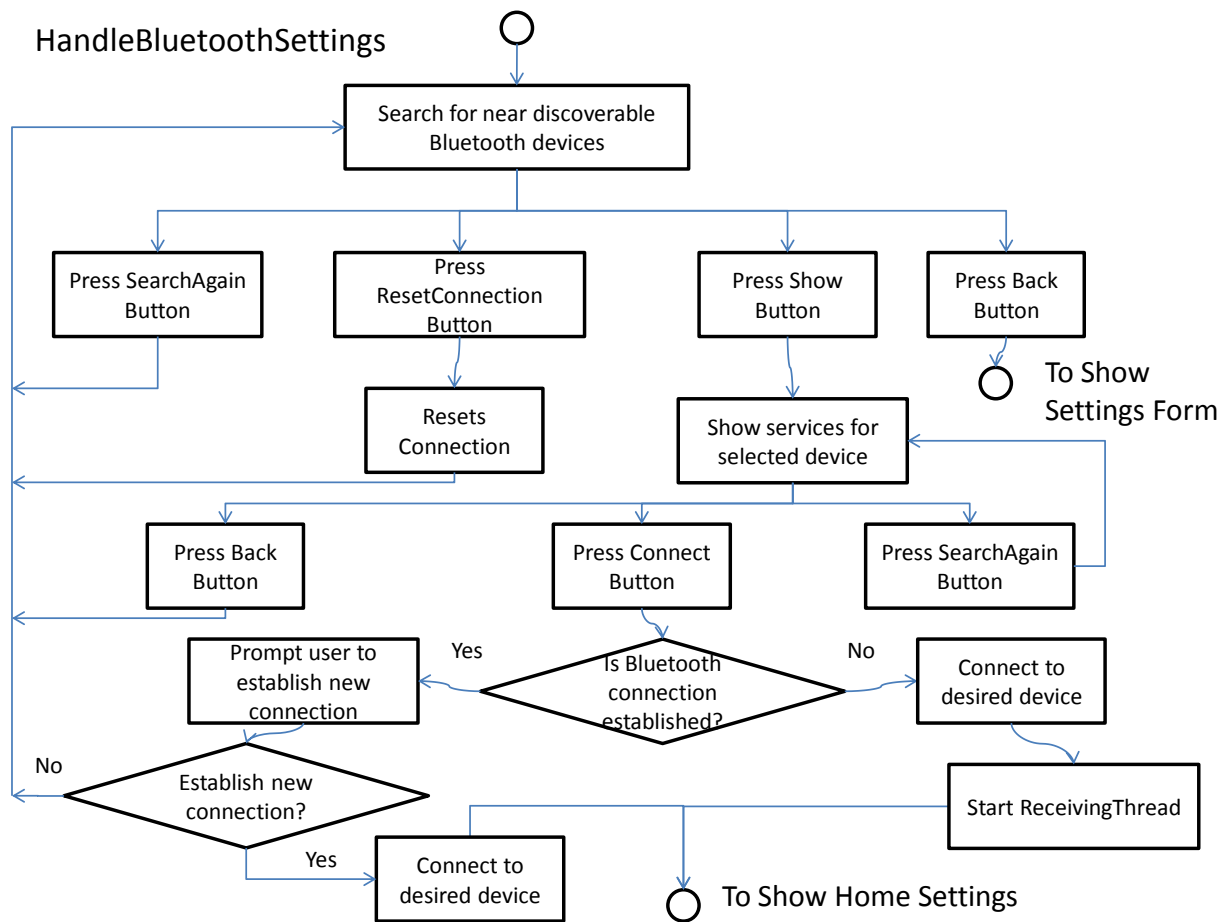 HandleBluetoothSettings
Search for near discoverable
Bluetooth devices
Press SearchAgain
Button
Press
ResetConnection
Button
Press Show
Button
Press Back
Button
To Show
Settings Form
Resets
Connection
Show services for
selected device
Press Back
Button
Press Connect
Button
Press SearchAgain
Button
Prompt user to
establish new
connection
Yes
Is Bluetooth
connection
established?
No
Connect to
desired device
No
Establish new
connection?
Start ReceivingThread
Yes
Connect to
desired device
To Show Home Settings